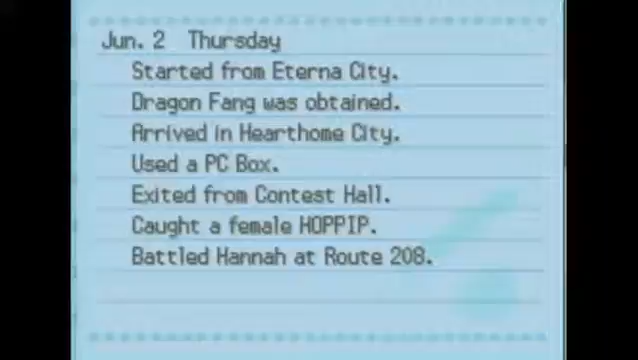 Jun. 2 Thursday
Started from Eterna City.
Dragon Fang was obtained.
Arrived in Hearthome City.
Used a PC Box.
Exited from Contest Hall.
Caught a female HOPPIP.
Battled Hannah at Route 208.